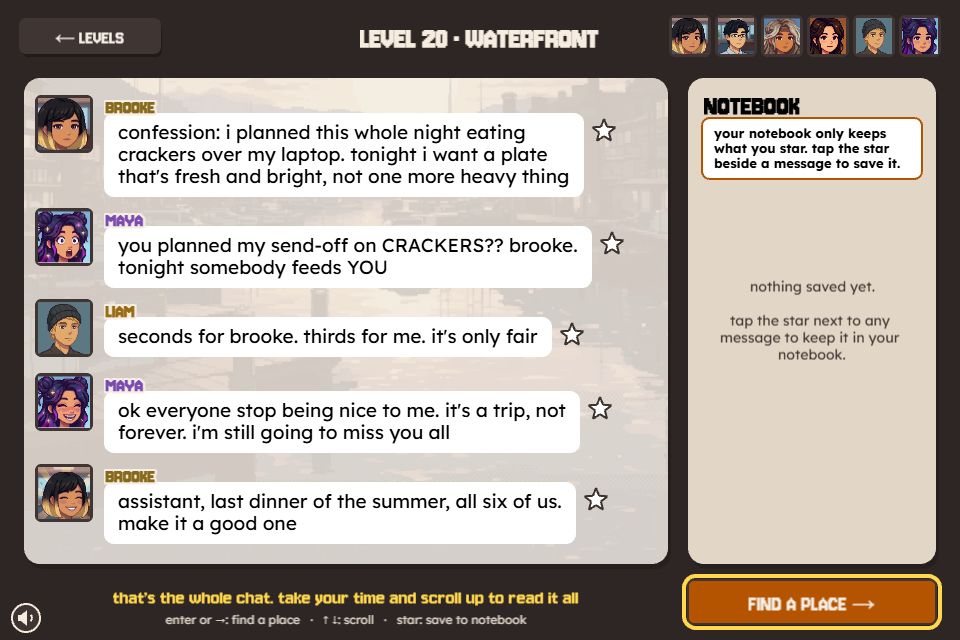 ← LEVELS
LEVEL 20 · WATERFRONT
BROOKE
confession: i planned this whole night eating
crackers over my laptop. tonight i want a plate
that's fresh and bright, not one more heavy thing
MAYA
you planned my send-off on CRACKERS?? brooke.
tonight somebody feeds YOU
LIAM
seconds for brooke. thirds for me. it's only fair
MAYA
ok everyone stop being nice to me. it's a trip, not
forever. i'm still going to miss you all
BROOKE
assistant, last dinner of the summer, all six of us.
make it a good one
NOTEBOOK
your notebook only keeps
what you star. tap the star
beside a message to save it.
nothing saved yet.
tap the star next to any
message to keep it in your
notebook.
that's the whole chat. take your time and scroll up to read it all
enter or →: find a place · ↑ ↓: scroll · star: save to notebook
FIND A PLACE →